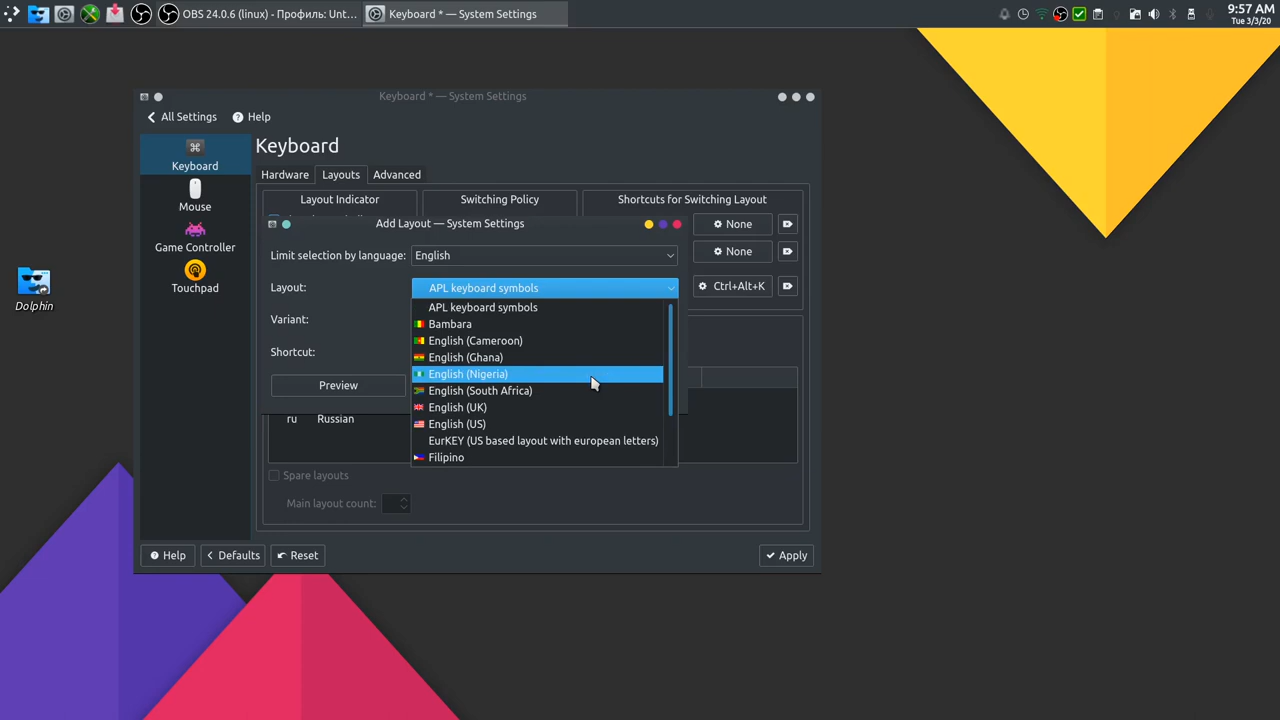 OBS 24.0.6 (linux) - Профиль: Unt...
Keyboard * — System Settings
9:57 AM
Tue 3/3/20
Keyboard * — System Settings
All Settings
Help
Keyboard
Mouse
Game Controller
Touchpad
Keyboard
Hardware
Layouts
Advanced
Layout Indicator
Switching Policy
Shortcuts for Switching Layout
None
None
Ctrl+Alt+K
Add Layout — System Settings
Limit selection by language:
English
Layout:
APL keyboard symbols
APL keyboard symbols
Bambara
English (Cameroon)
English (Ghana)
English (Nigeria)
English (South Africa)
English (UK)
English (US)
EurKEY (US based layout with european letters)
Filipino
Variant:
Shortcut:
Preview
ru Russian
Spare layouts
Main layout count:
Help
Defaults
Reset
Apply
Dolphin